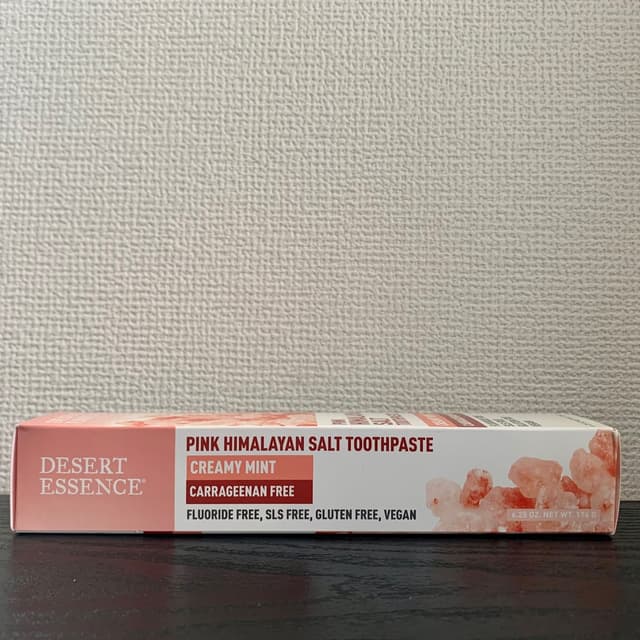 DESERT
ESSENCE®
PINK HIMALAYAN SALT TOOTHPASTE
CREAMY MINT
CARRAGEENAN FREE
FLUORIDE FREE, SLS FREE, GLUTEN FREE, VEGAN
6.25 OZ. NET WT. 176 G